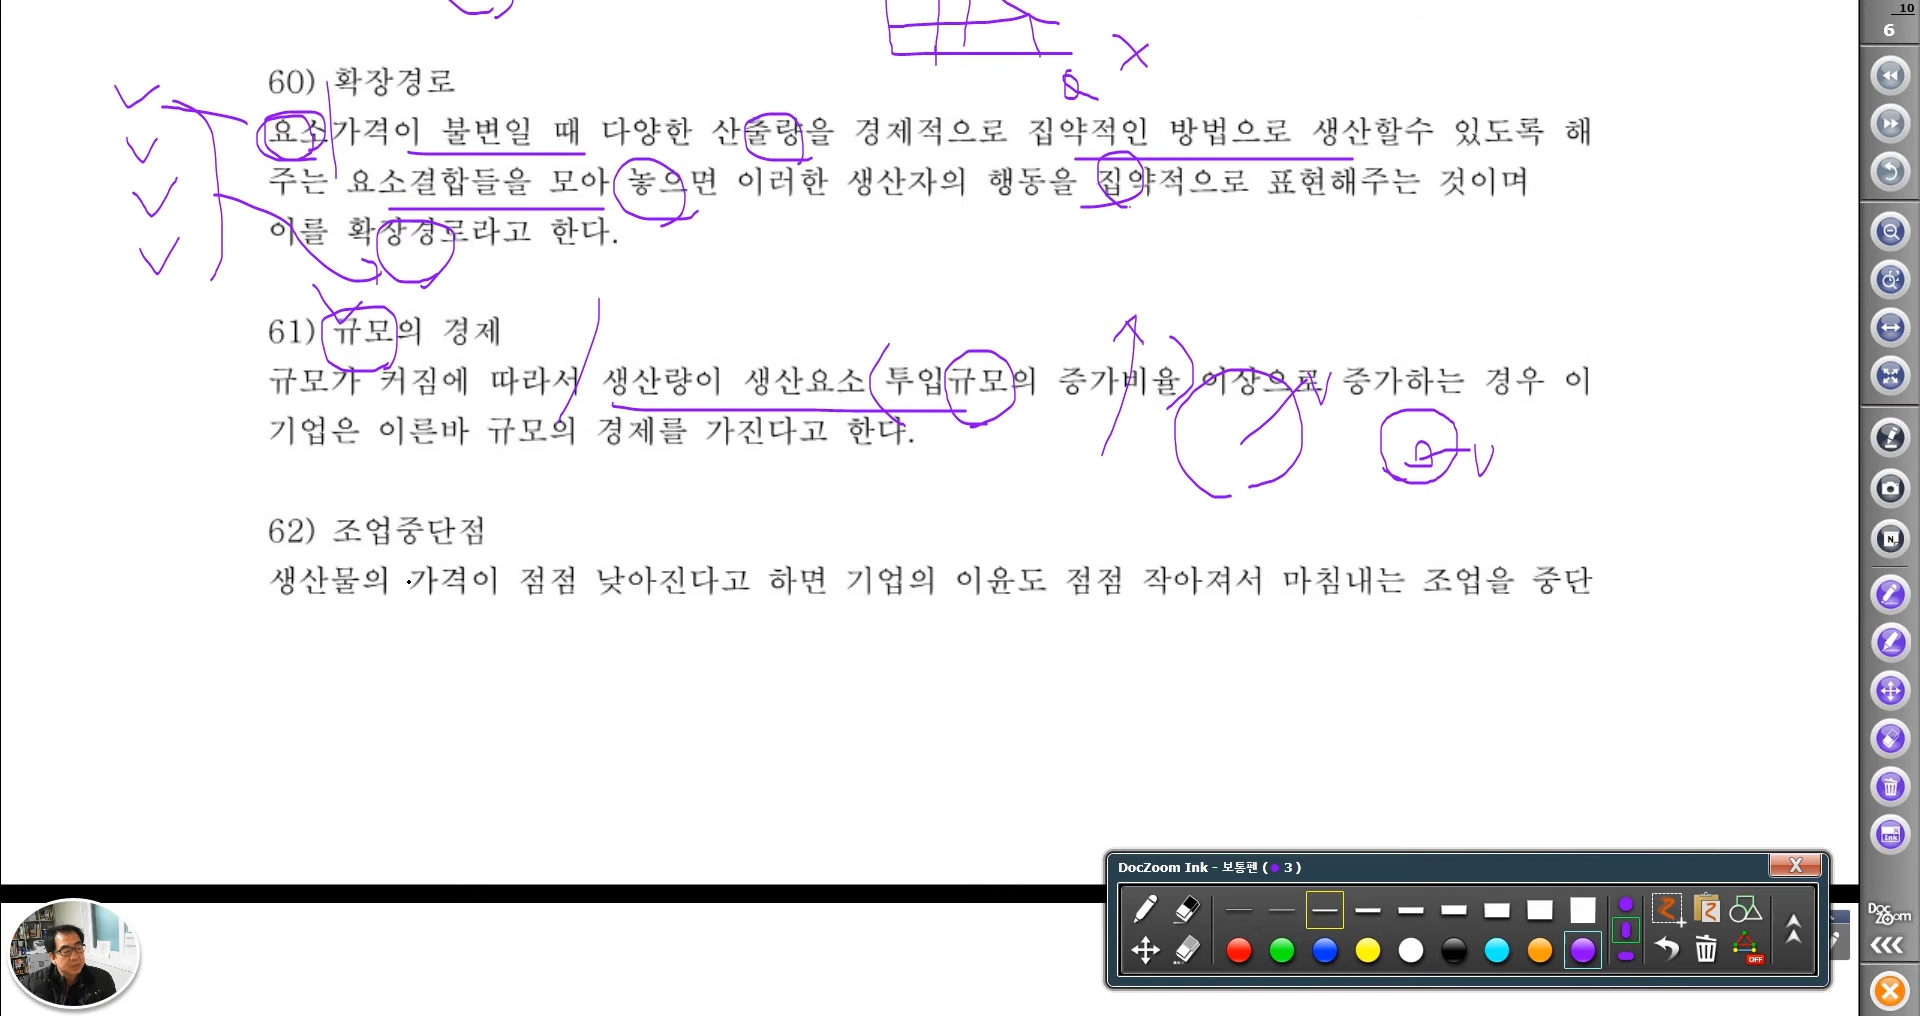 10
6
X
Q
60) 확장경로
요소가격이 불변일 때 다양한 산출량을 경제적으로 집약적인 방법으로 생산할수 있도록 해
주는 요소결합들을 모아 놓으면 이러한 생산자의 행동을 집약적으로 표현해주는 것이며
이를 확장경로라고 한다.
61) 규모의 경제
규모가 커짐에 따라서 생산량이 생산요소 투입규모의 증가비율 이상으로 증가하는 경우 이
기업은 이른바 규모의 경제를 가진다고 한다.
62) 조업중단점
생산물의 가격이 점점 낮아진다고 하면 기업의 이윤도 점점 작아져서 마침내는 조업을 중단
DocZoom Ink - 보통펜 ( 3 )
X
OFF
N
Ink
Doc
Zoom